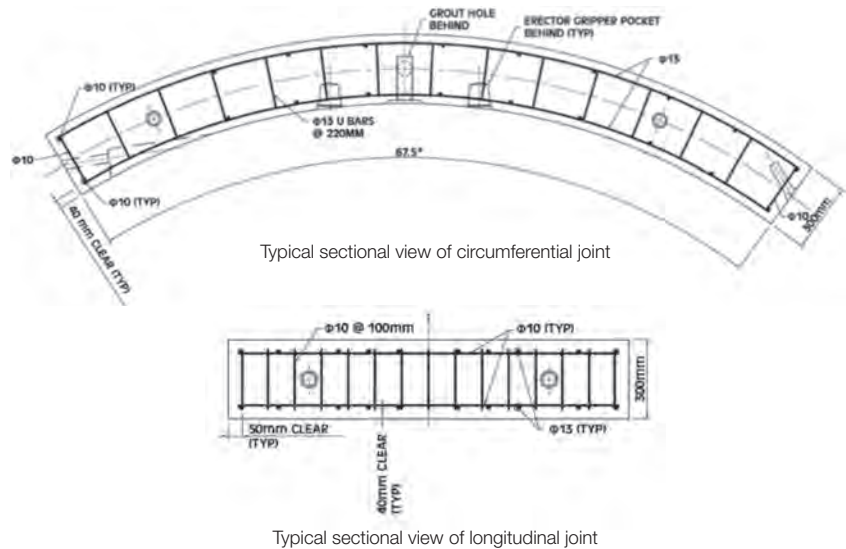 GROUT HOLE
BEHIND
ERECTOR GRIPPER POCKET
BEHIND (TYP)
Φ13
Φ10 (TYP)
Φ13 U BARS
@ 220MM
Φ10
67.5°
Φ10 (TYP)
Φ10
300mm
40 mm CLEAR (TYP)
Typical sectional view of circumferential joint
Φ10 @ 100mm
Φ10 (TYP)
300mm
50mm CLEAR
(TYP)
Φ13 (TYP)
40mm CLEAR
(TYP)
Typical sectional view of longitudinal joint